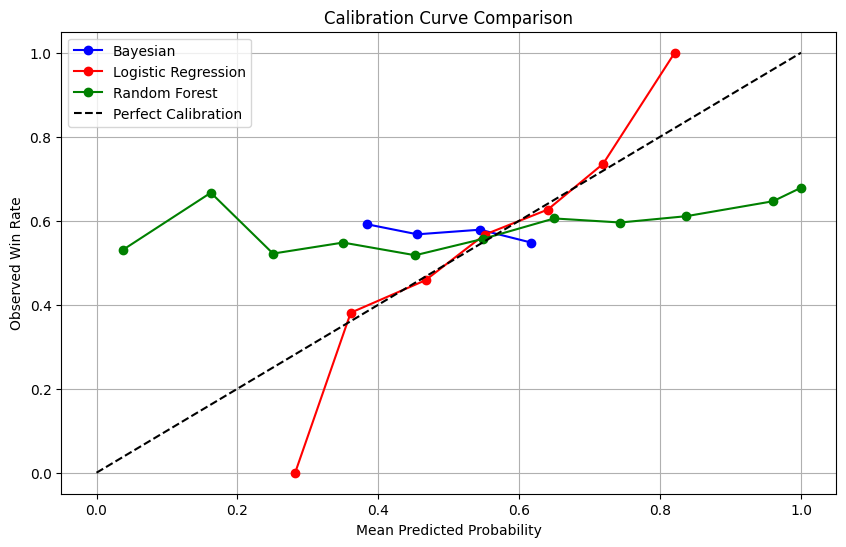 Calibration Curve Comparison
Bayesian
Logistic Regression
Random Forest
Perfect Calibration
1.0
0.8
0.6
0.4
0.2
0.0
Observed Win Rate
0.0 0.2 0.4 0.6 0.8 1.0
Mean Predicted Probability